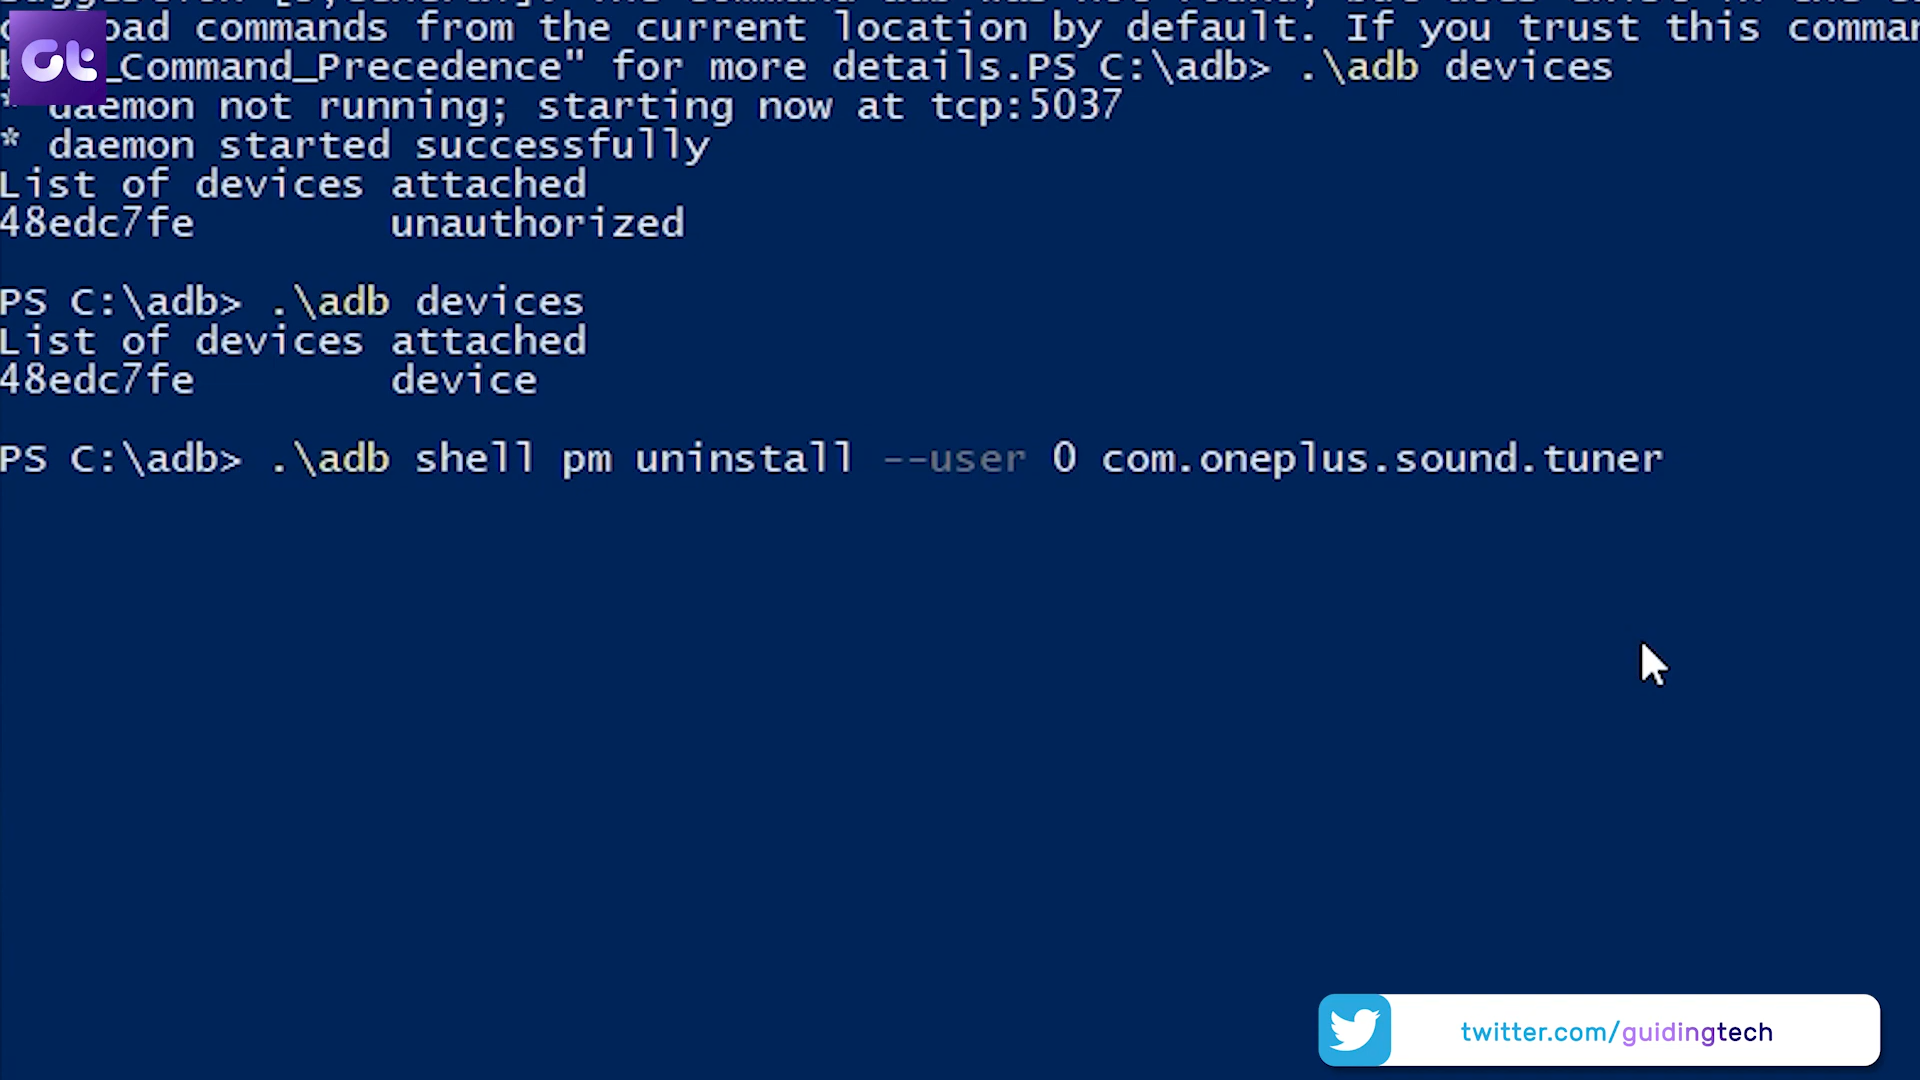 oad commands from the current location by default. If you trust this comman
_Command_Precedence" for more details.PS C:\adb> .\adb devices
* daemon not running; starting now at tcp:5037
* daemon started successfully
List of devices attached
48edc7fe unauthorized
PS C:\adb> .\adb devices
List of devices attached
48edc7fe device
PS C:\adb> .\adb shell pm uninstall --user 0 com.oneplus.sound.tuner
Gt
twitter.com/guidingtech